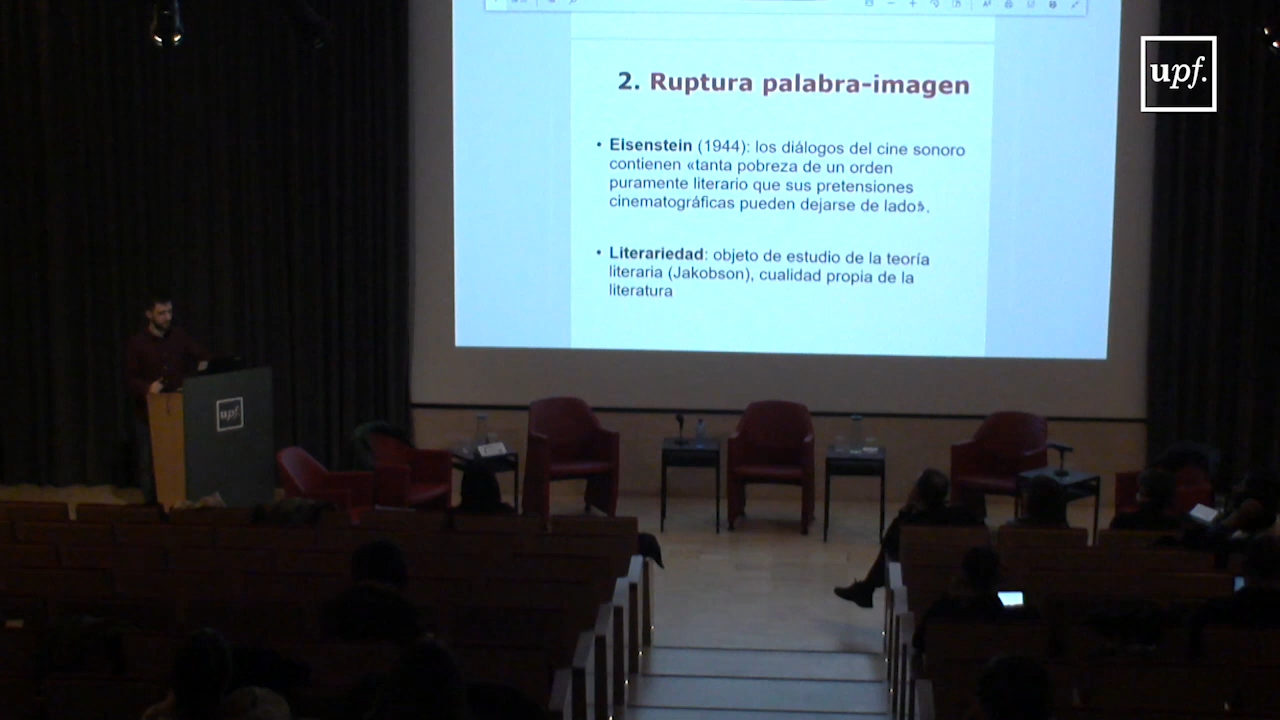 2. Ruptura palabra-imagen
• Eisenstein (1944): los diálogos del cine sonoro
contienen «tanta pobreza de un orden
puramente literario que sus pretensiones
cinematográficas pueden dejarse de lado».
• Literariedad: objeto de estudio de la teoría
literaria (Jakobson), cualidad propia de la
literatura
upf.
upf.